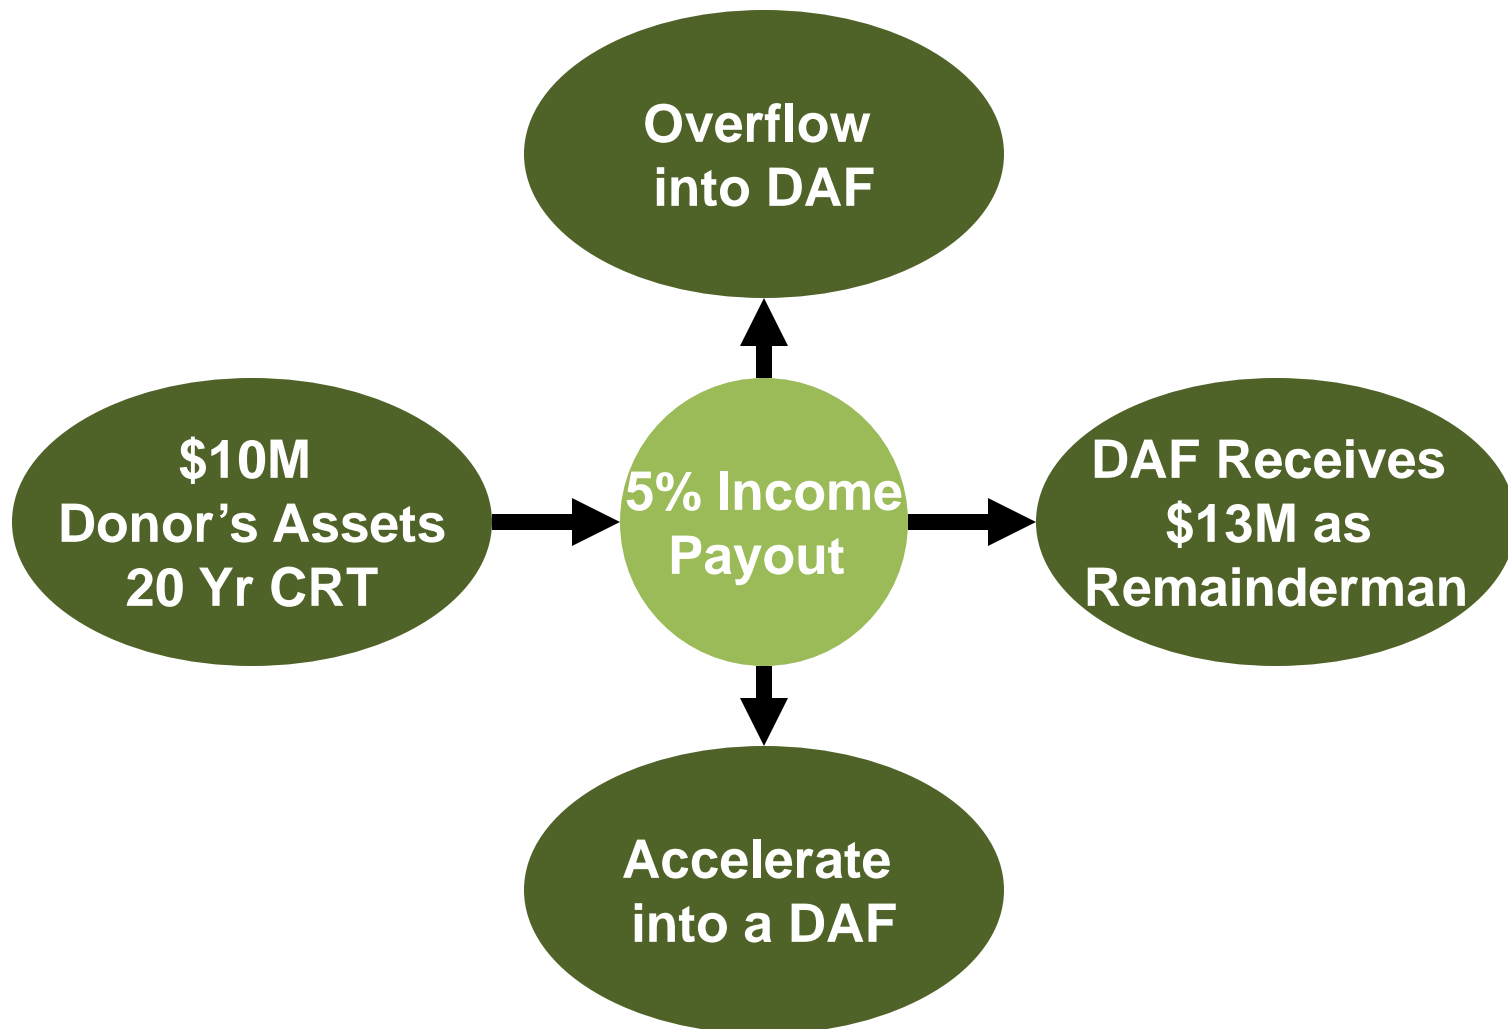 Overflow
into DAF
$10M
Donor’s Assets
20 Yr CRT
5% Income
Payout
DAF Receives
$13M as
Remainderman
Accelerate
into a DAF